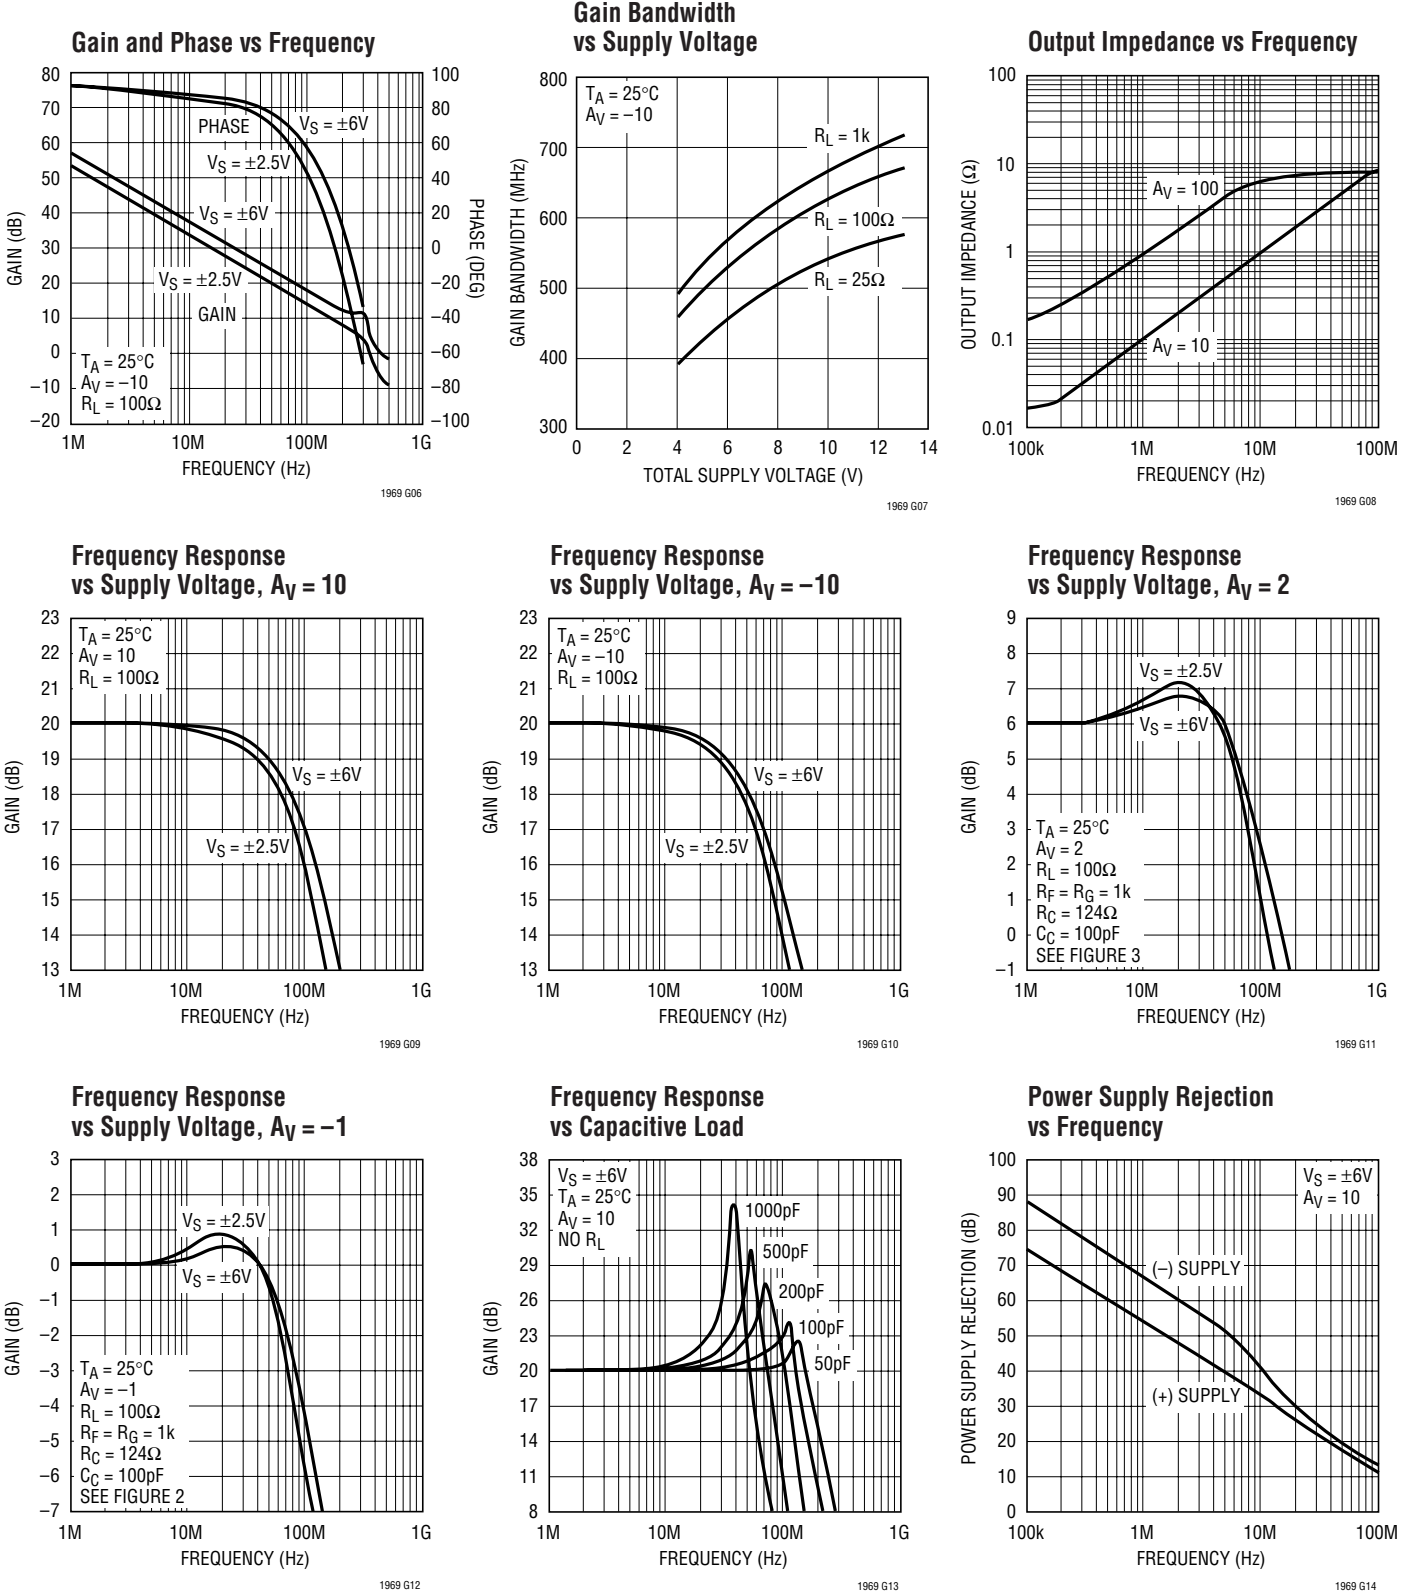 Gain and Phase vs Frequency
80
70
60
50
40
30
20
10
0
–10
–20
GAIN (dB)
100
80
60
40
20
0
–20
–40
–60
–80
–100
PHASE (DEG)
PHASE
VS = ±6V
VS = ±2.5V
VS = ±6V
VS = ±2.5V
GAIN
TA = 25°C
AV = –10
RL = 100Ω
1M 10M 100M 1G
FREQUENCY (Hz)
1969 G06
Gain Bandwidth
vs Supply Voltage
800
700
600
500
400
300
GAIN BANDWIDTH (MHz)
TA = 25°C
AV = –10
RL = 1k
RL = 100Ω
RL = 25Ω
0 2 4 6 8 10 12 14
TOTAL SUPPLY VOLTAGE (V)
1969 G07
Output Impedance vs Frequency
100
10
1
0.1
0.01
OUTPUT IMPEDANCE (Ω)
AV = 100
AV = 10
100k 1M 10M 100M
FREQUENCY (Hz)
1969 G08
Frequency Response
vs Supply Voltage, AV = 10
23
22
21
20
19
18
17
16
15
14
13
GAIN (dB)
TA = 25°C
AV = 10
RL = 100Ω
VS = ±6V
VS = ±2.5V
1M 10M 100M 1G
FREQUENCY (Hz)
1969 G09
Frequency Response
vs Supply Voltage, AV = –10
23
22
21
20
19
18
17
16
15
14
13
GAIN (dB)
TA = 25°C
AV = –10
RL = 100Ω
VS = ±6V
VS = ±2.5V
1M 10M 100M 1G
FREQUENCY (Hz)
1969 G10
Frequency Response
vs Supply Voltage, AV = 2
9
8
7
6
5
4
3
2
1
0
–1
GAIN (dB)
VS = ±2.5V
VS = ±6V
TA = 25°C
AV = 2
RL = 100Ω
RF = RG = 1k
RC = 124Ω
CC = 100pF
SEE FIGURE 3
1M 10M 100M 1G
FREQUENCY (Hz)
1969 G11
Frequency Response
vs Supply Voltage, AV = –1
3
2
1
0
–1
–2
–3
–4
–5
–6
–7
GAIN (dB)
VS = ±2.5V
VS = ±6V
TA = 25°C
AV = –1
RL = 100Ω
RF = RG = 1k
RC = 124Ω
CC = 100pF
SEE FIGURE 2
1M 10M 100M 1G
FREQUENCY (Hz)
1969 G12
Frequency Response
vs Capacitive Load
38
35
32
29
26
23
20
17
14
11
8
GAIN (dB)
VS = ±6V
TA = 25°C
AV = 10
NO RL
1000pF
500pF
200pF
100pF
50pF
1M 10M 100M 1G
FREQUENCY (Hz)
1969 G13
Power Supply Rejection
vs Frequency
100
90
80
70
60
50
40
30
20
10
0
POWER SUPPLY REJECTION (dB)
VS = ±6V
AV = 10
(–) SUPPLY
(+) SUPPLY
100k 1M 10M 100M
FREQUENCY (Hz)
1969 G14